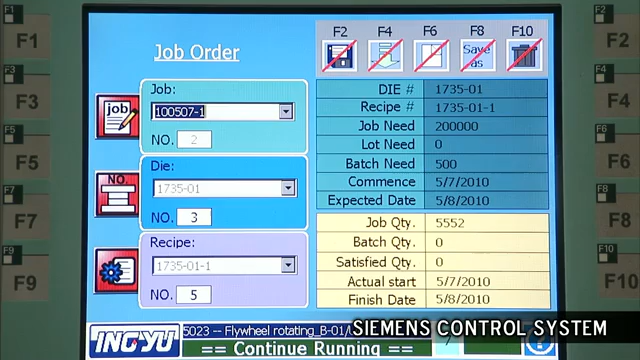 F1
F3
F5
F7
F9
Job Order
F2 F4 F6 F8 F10
Save as
Job:
job
100507-1
NO. 2
Die:
NO.
1735-01
NO. 3
Recipe:
1735-01-1
NO. 5
DIE # 1735-01
Recipe # 1735-01-1
Job Need 200000
Lot Need 0
Batch Need 500
Commence 5/7/2010
Expected Date 5/8/2010
Job Qty. 5552
Batch Qty. 0
Satisfied Qty. 0
Actual start 5/7/2010
Finish Date 5/8/2010
F2
F4
F6
F8
F10
ING-YU
5023 -- Flywheel rotating_B-01/
== Continue Running ==
SIEMENS CONTROL SYSTEM